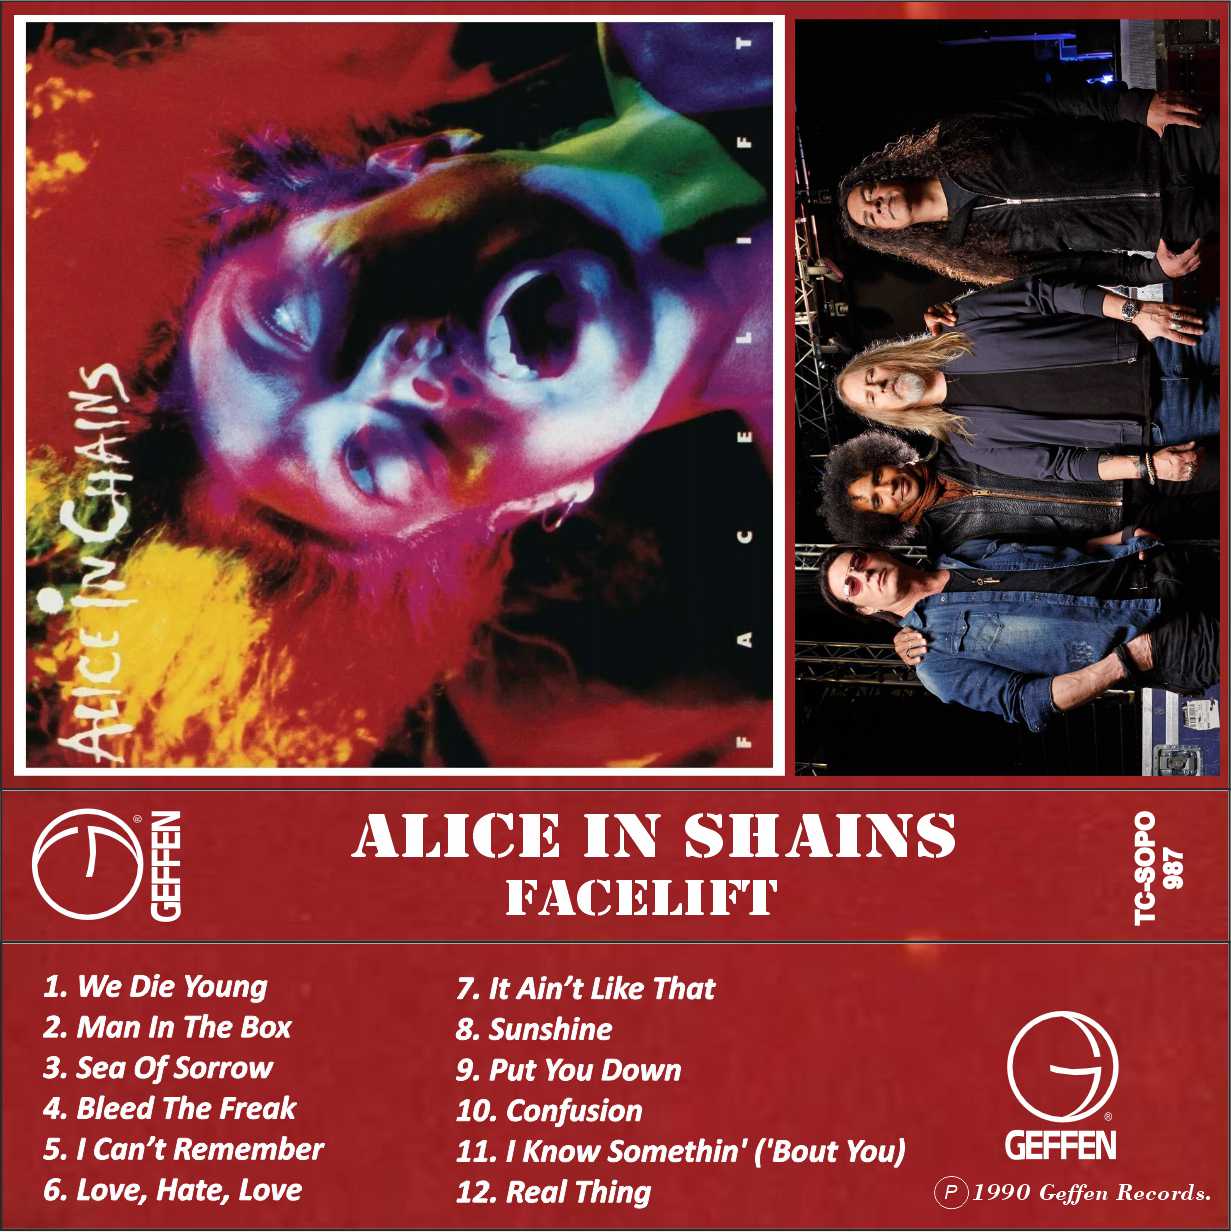 ALICE IN CHAINS
FACELIFT
GEFFEN ®
ALICE IN SHAINS
FACELIFT
TC-SOPO
987
1. We Die Young
2. Man In The Box
3. Sea Of Sorrow
4. Bleed The Freak
5. I Can’t Remember
6. Love, Hate, Love
7. It Ain’t Like That
8. Sunshine
9. Put You Down
10. Confusion
11. I Know Somethin' ('Bout You)
12. Real Thing
®
GEFFEN
Ⓟ 1990 Geffen Records.